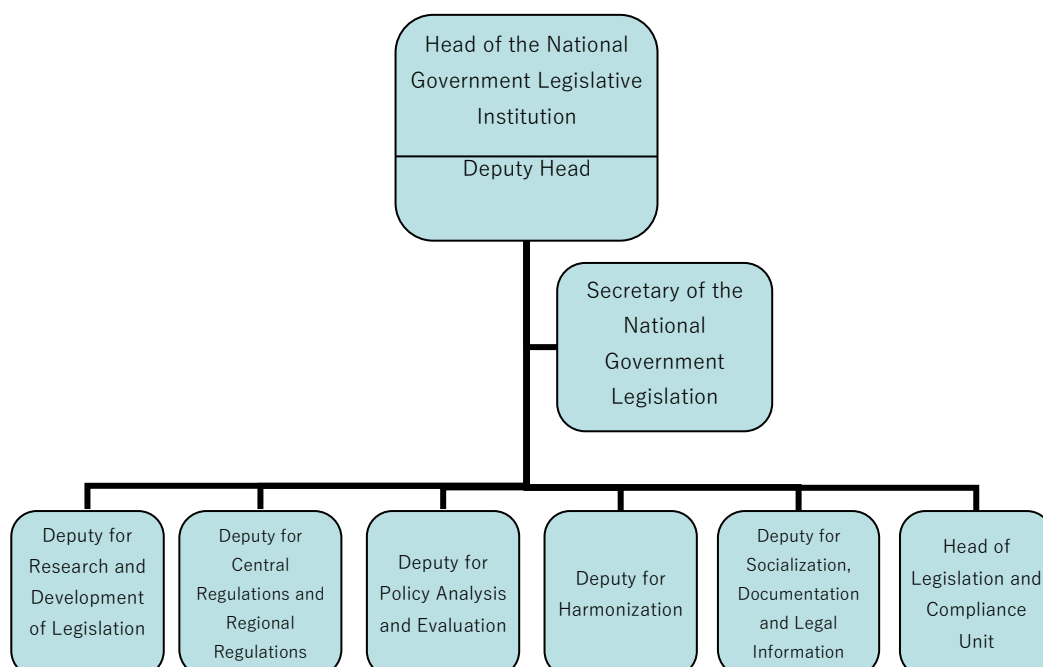 Head of the National
Government Legislative
Institution
Deputy Head
Secretary of the
National
Government
Legislation
Deputy for
Research and
Development
of Legislation
Deputy for
Central
Regulations and
Regional
Regulations
Deputy for
Policy Analysis
and Evaluation
Deputy for
Harmonization
Deputy for
Socialization,
Documentation
and Legal
Information
Head of
Legislation and
Compliance
Unit